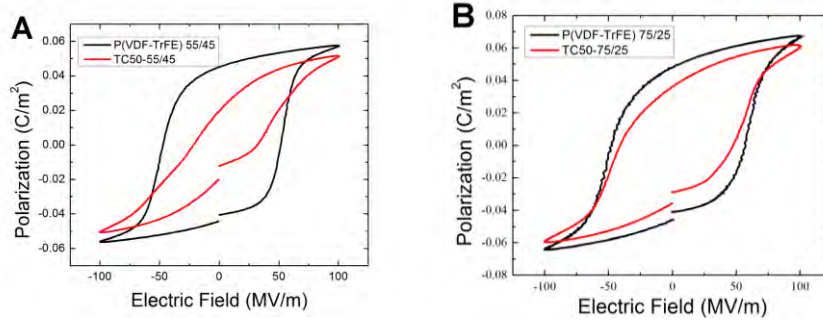 A
P(VDF-TrFE) 55/45
TC50-55/45
0.06
0.04
0.02
0.00
-0.02
-0.04
-0.06
-100
-50
0
50
100
Polarization (C/m²)
Electric Field (MV/m)
B
P(VDF-TrFE) 75/25
TC50-75/25
0.08
0.06
0.04
0.02
0.00
-0.02
-0.04
-0.06
-0.08
-100
-50
0
50
100
Polarization (C/m²)
Electric Field (MV/m)